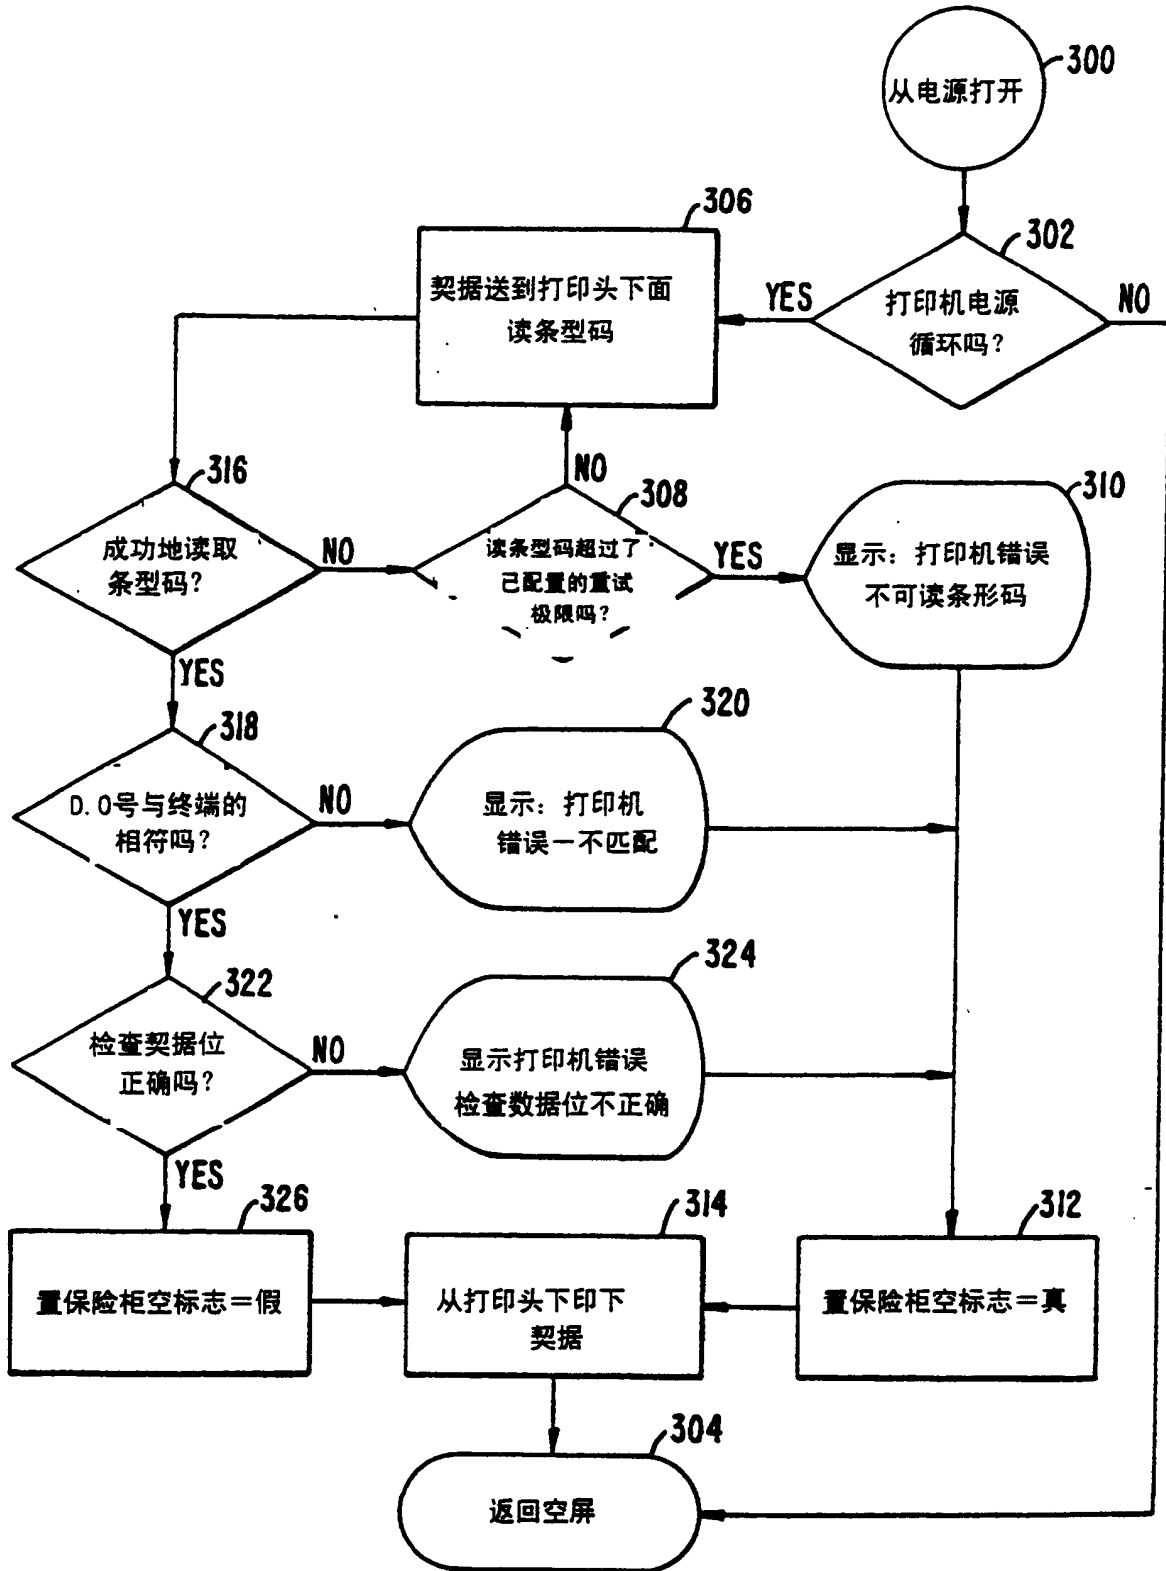 300
从电源打开
306
302
契据送到打印头下面
读条型码
YES
打印机电源
循环吗?
NO
316
NO
308
310
成功地读取
条型码?
NO
读条型码超过了
已配置的重试
极限吗?
YES
显示: 打印机错误
不可读条形码
YES
318
320
D. O号与终端的
相符吗?
NO
显示: 打印机
错误—不匹配
YES
322
324
检查契据位
正确吗?
NO
显示打印机错误
检查数据位不正确
YES
326
314
312
置保险柜空标志=假
从打印头下印下
契据
置保险柜空标志=真
304
返回空屏